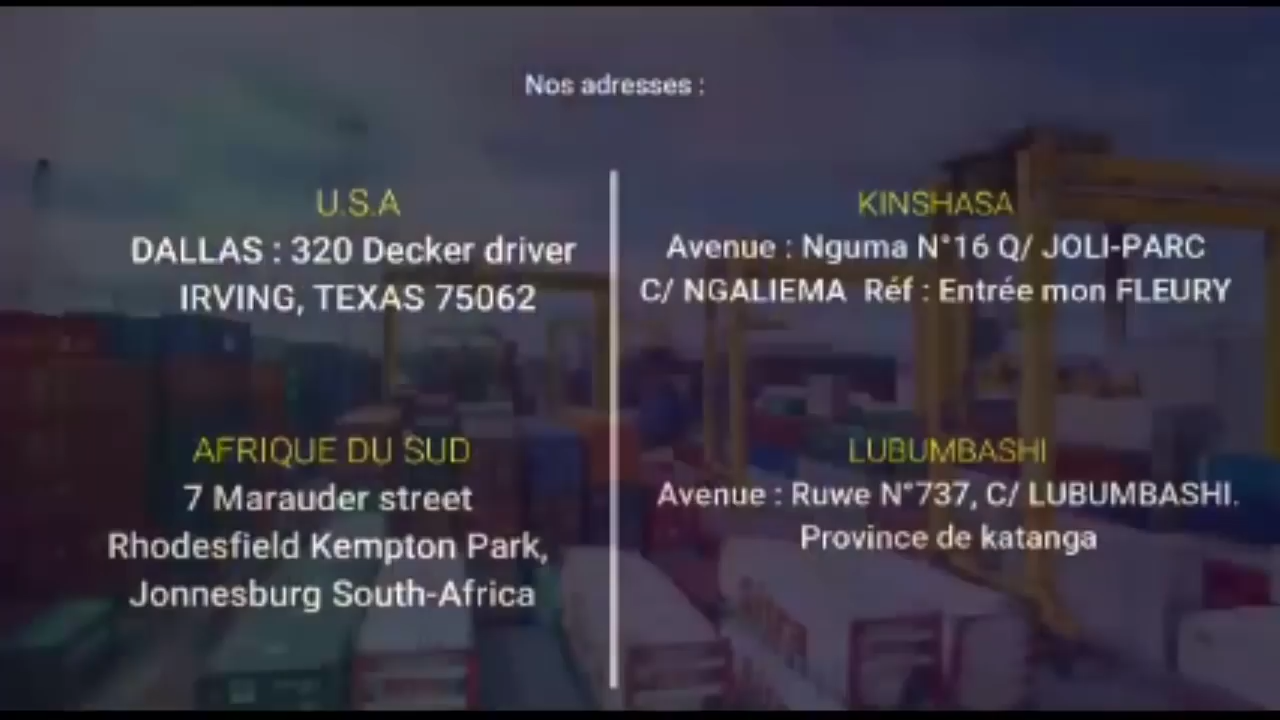 Nos adresses :
U.S.A
DALLAS : 320 Decker driver
IRVING, TEXAS 75062
AFRIQUE DU SUD
7 Marauder street
Rhodesfield Kempton Park,
Jonnesburg South-Africa
KINSHASA
Avenue : Nguma N°16 Q/ JOLI-PARC
C/ NGALIEMA Réf : Entrée mon FLEURY
LUBUMBASHI
Avenue : Ruwe N°737, C/ LUBUMBASHI.
Province de katanga